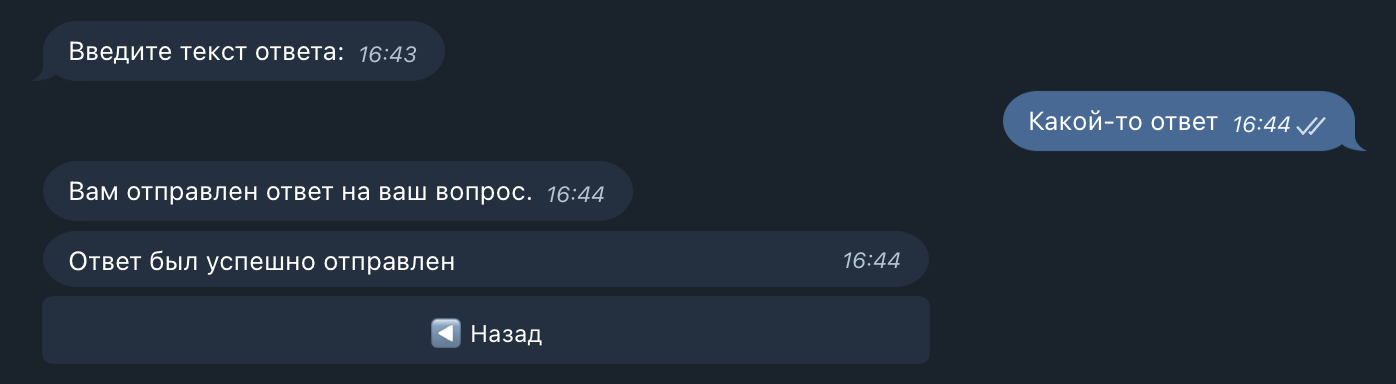 Введите текст ответа: 16:43
Какой-то ответ 16:44
Вам отправлен ответ на ваш вопрос. 16:44
Ответ был успешно отправлен 16:44
Назад